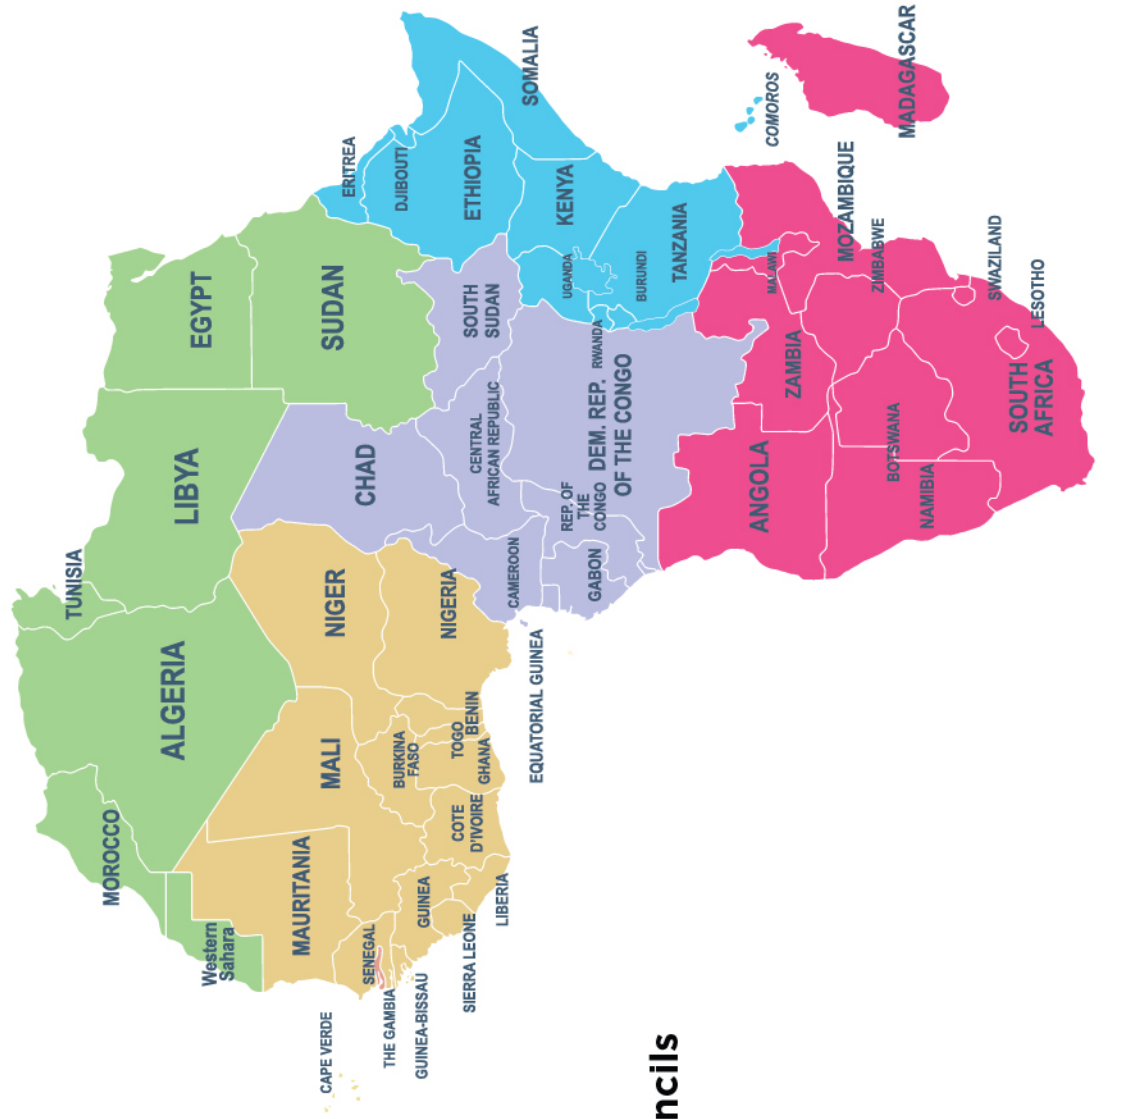 TUNISIA
MOROCCO
ALGERIA
LIBYA
EGYPT
Western
Sahara
MAURITANIA
MALI
NIGER
CHAD
SUDAN
ERITREA
DJIBOUTI
CAPE VERDE
SENEGAL
THE GAMBIA
GUINEA-BISSAU
GUINEA
SIERRA LEONE
LIBERIA
COTE
D'IVOIRE
BURKINA
FASO
GHANA
TOGO
BENIN
NIGERIA
CAMEROON
CENTRAL
AFRICAN REPUBLIC
SOUTH
SUDAN
ETHIOPIA
SOMALIA
EQUATORIAL GUINEA
GABON
REP. OF
THE
CONGO
DEM. REP.
OF THE CONGO
RWANDA
UGANDA
BURUNDI
KENYA
TANZANIA
COMOROS
ANGOLA
ZAMBIA
MALAWI
MOZAMBIQUE
ZIMBABWE
MADAGASCAR
NAMIBIA
BOTSWANA
SOUTH
AFRICA
SWAZILAND
LESOTHO
ncils